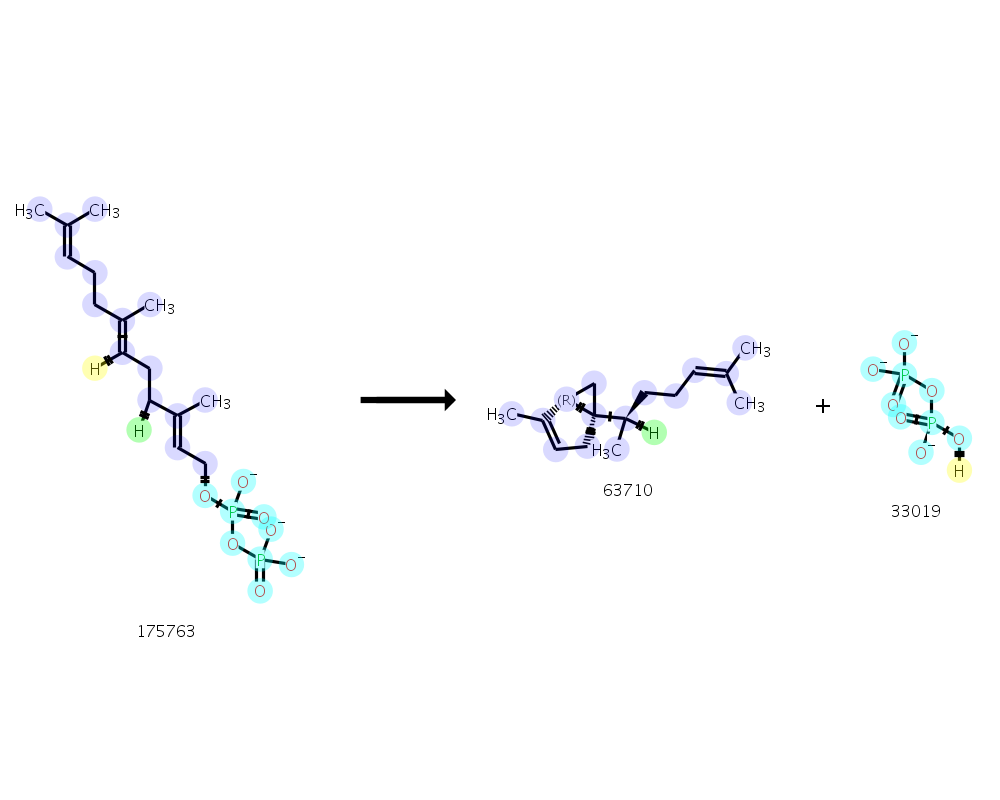 H₃C CH₃
CH₃
H
CH₃
H
O⁻
O
P O O⁻
O
P O⁻
O
175763
CH₃
H₃C (R) CH₃
H₃C H
63710
+
O⁻
O⁻ P O
O O P O
O⁻ H
33019